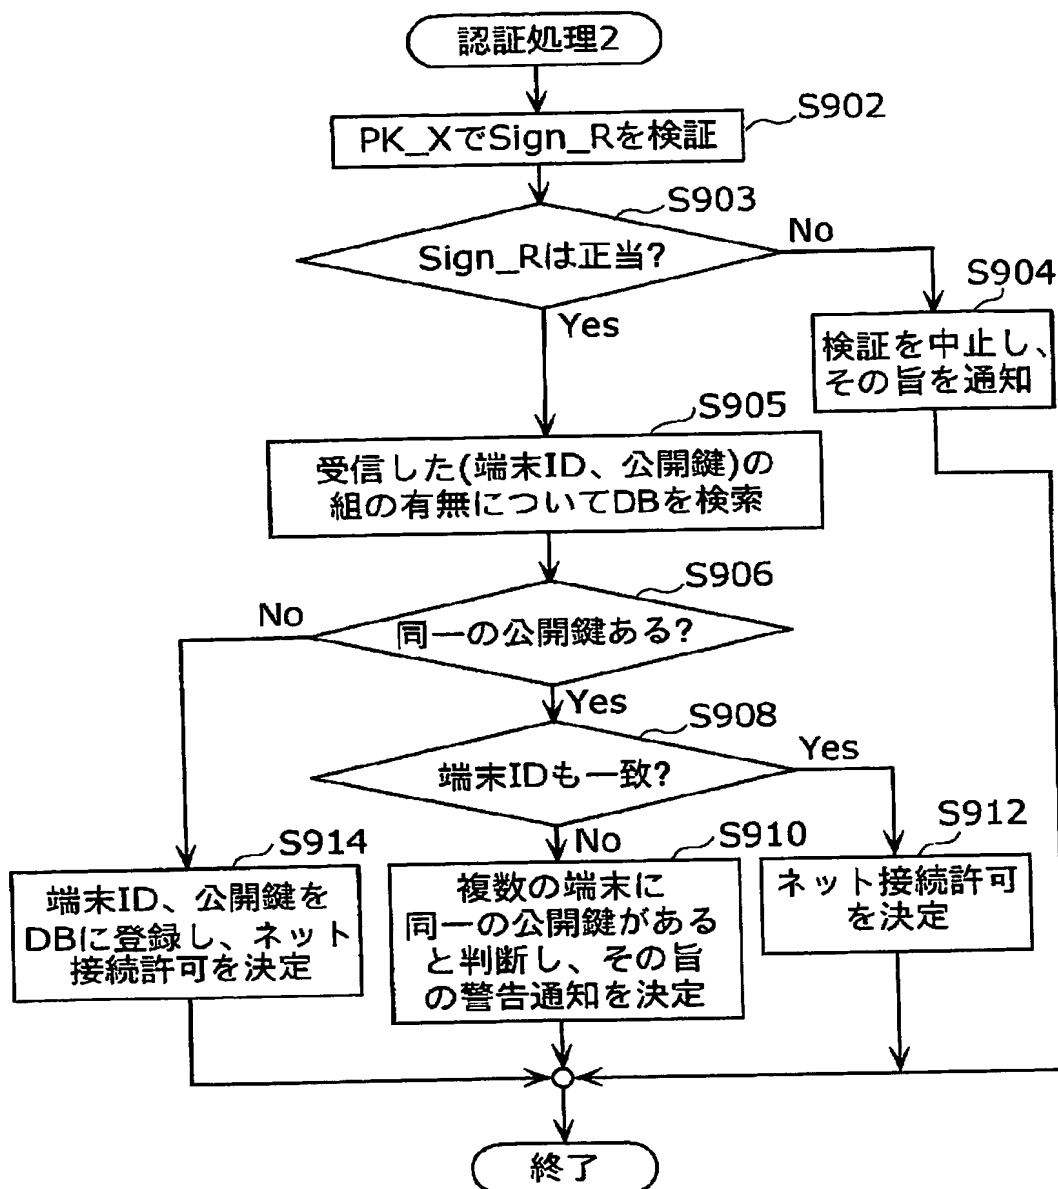 認証処理2
S902
PK_XでSign_Rを検証
S903
Sign_Rは正当?
No
Yes
S904
検証を中止し、
その旨を通知
S905
受信した(端末ID、公開鍵)の
組の有無についてDBを検索
S906
同一の公開鍵ある?
No
Yes
S908
端末IDも一致?
Yes
No
S914
端末ID、公開鍵を
DBに登録し、ネット
接続許可を決定
S910
複数の端末に
同一の公開鍵がある
と判断し、その旨
の警告通知を決定
S912
ネット接続許可
を決定
終了